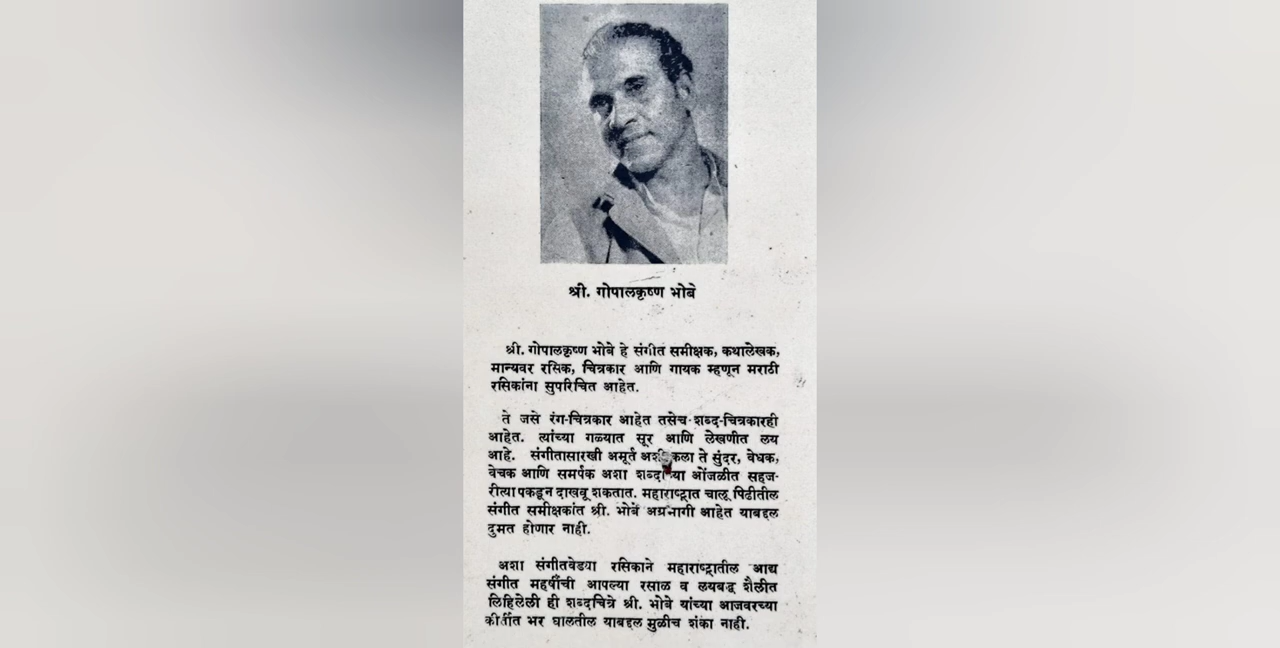 श्री. गोपालकृष्ण भोबे
श्री. गोपालकृष्ण भोबे हे संगीत समीक्षक, कथालेखक,
मान्यवर रसिक, चित्रकार आणि गायक म्हणून मराठी
रसिकांना सुपरिचित आहेत.
ते जसे रंग-चित्रकार आहेत तसेच शब्द-चित्रकारही
आहेत. त्यांच्या गळ्यात सूर आणि लेखणीत लय
आहे. संगीतासारखी अमूर्त अशी कला ते सुंदर, वेधक,
वेचक आणि समर्पक अशा शब्दांच्या ओंजळीत सहज-
रीत्या पकडून दाखवू शकतात. महाराष्ट्रात चालू पिढीतील
संगीत समीक्षकांत श्री. भोबे अग्रभागी आहेत याबद्दल
दुमत होणार नाही.
अशा संगीतवेडया रसिकाने महाराष्ट्रातील आद्य
संगीत महर्षींची आपल्या रसाळ व लयबद्ध शैलीत
लिहिलेली ही शब्दचित्रे श्री. भोबे यांच्या आजवरच्या
कीर्तीत भर घालतील याबद्दल मुळीच शंका नाही.